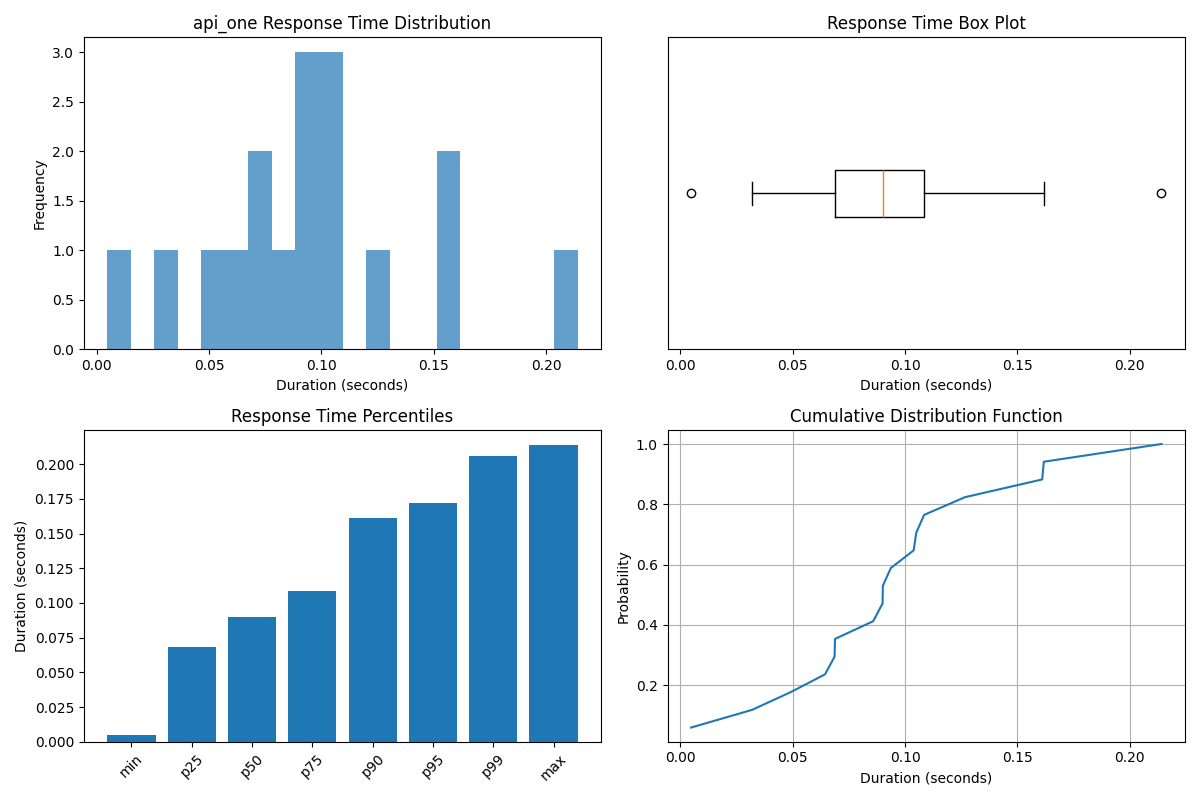 api_one Response Time Distribution
Frequency
3.0
2.5
2.0
1.5
1.0
0.5
0.0
0.00 0.05 0.10 0.15 0.20
Duration (seconds)
Response Time Box Plot
0.00 0.05 0.10 0.15 0.20
Duration (seconds)
Response Time Percentiles
Duration (seconds)
0.200
0.175
0.150
0.125
0.100
0.075
0.050
0.025
0.000
min p25 p50 p75 p90 p95 p99 max
Cumulative Distribution Function
Probability
1.0
0.8
0.6
0.4
0.2
0.00 0.05 0.10 0.15 0.20
Duration (seconds)